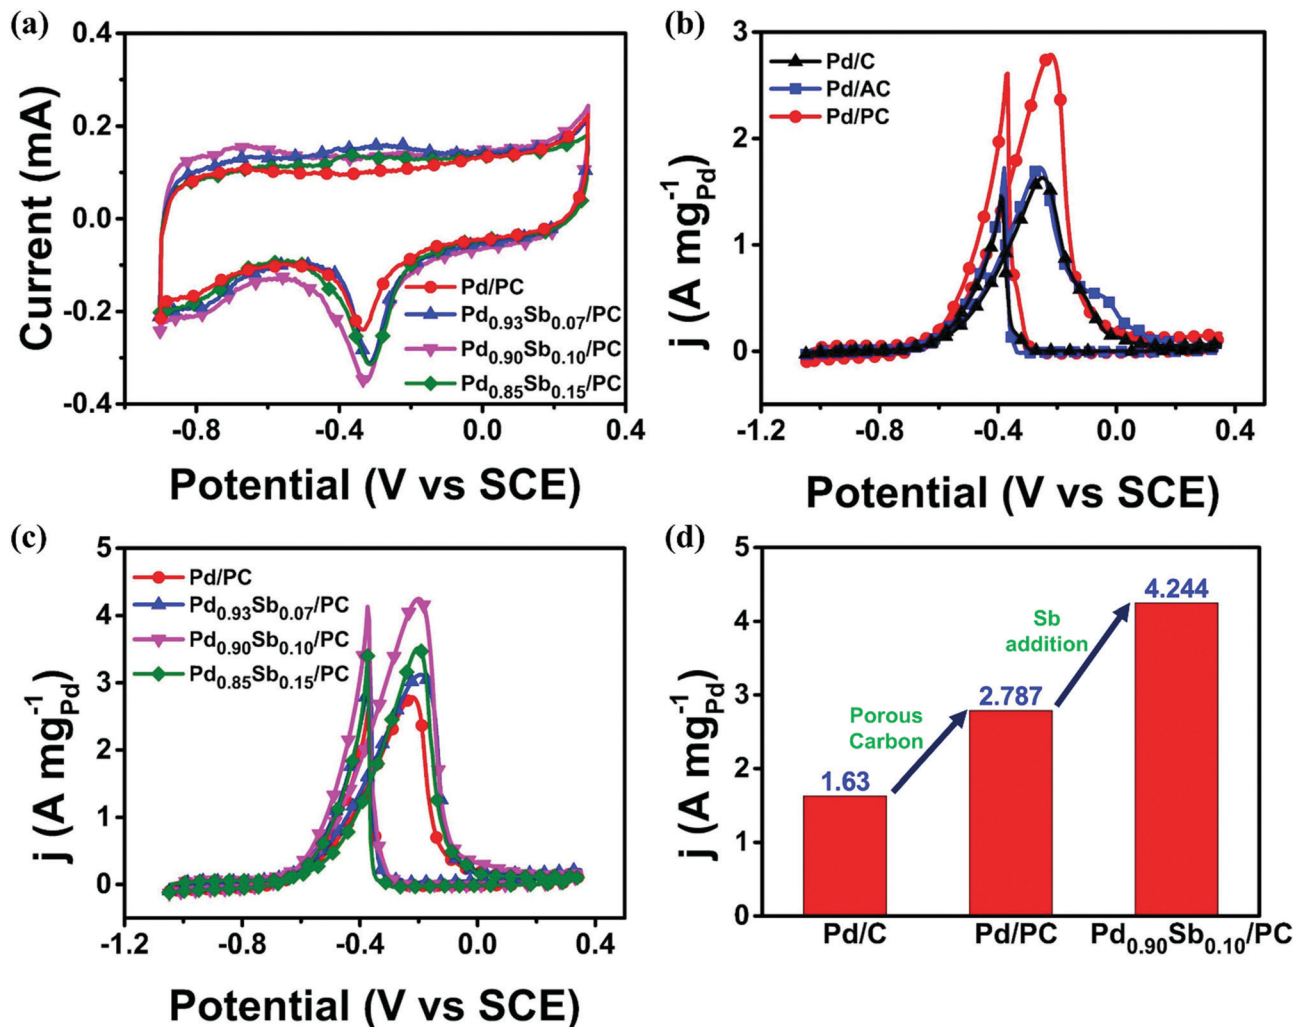 (a)
0.4
0.2
0.0
-0.2
-0.4
Current (mA)
Pd/PC
Pd0.93Sb0.07/PC
Pd0.90Sb0.10/PC
Pd0.85Sb0.15/PC
-0.8 -0.4 0.0 0.4
Potential (V vs SCE)
(b)
3
2
1
0
j (A mg-1Pd)
Pd/C
Pd/AC
Pd/PC
-1.2 -0.8 -0.4 0.0 0.4
Potential (V vs SCE)
(c)
5
4
3
2
1
0
j (A mg-1Pd)
Pd/PC
Pd0.93Sb0.07/PC
Pd0.90Sb0.10/PC
Pd0.85Sb0.15/PC
-1.2 -0.8 -0.4 0.0 0.4
Potential (V vs SCE)
(d)
5
4
3
2
1
0
j (A mg-1Pd)
4.244
Sb
addition
2.787
Porous
Carbon
1.63
Pd/C Pd/PC Pd0.90Sb0.10/PC